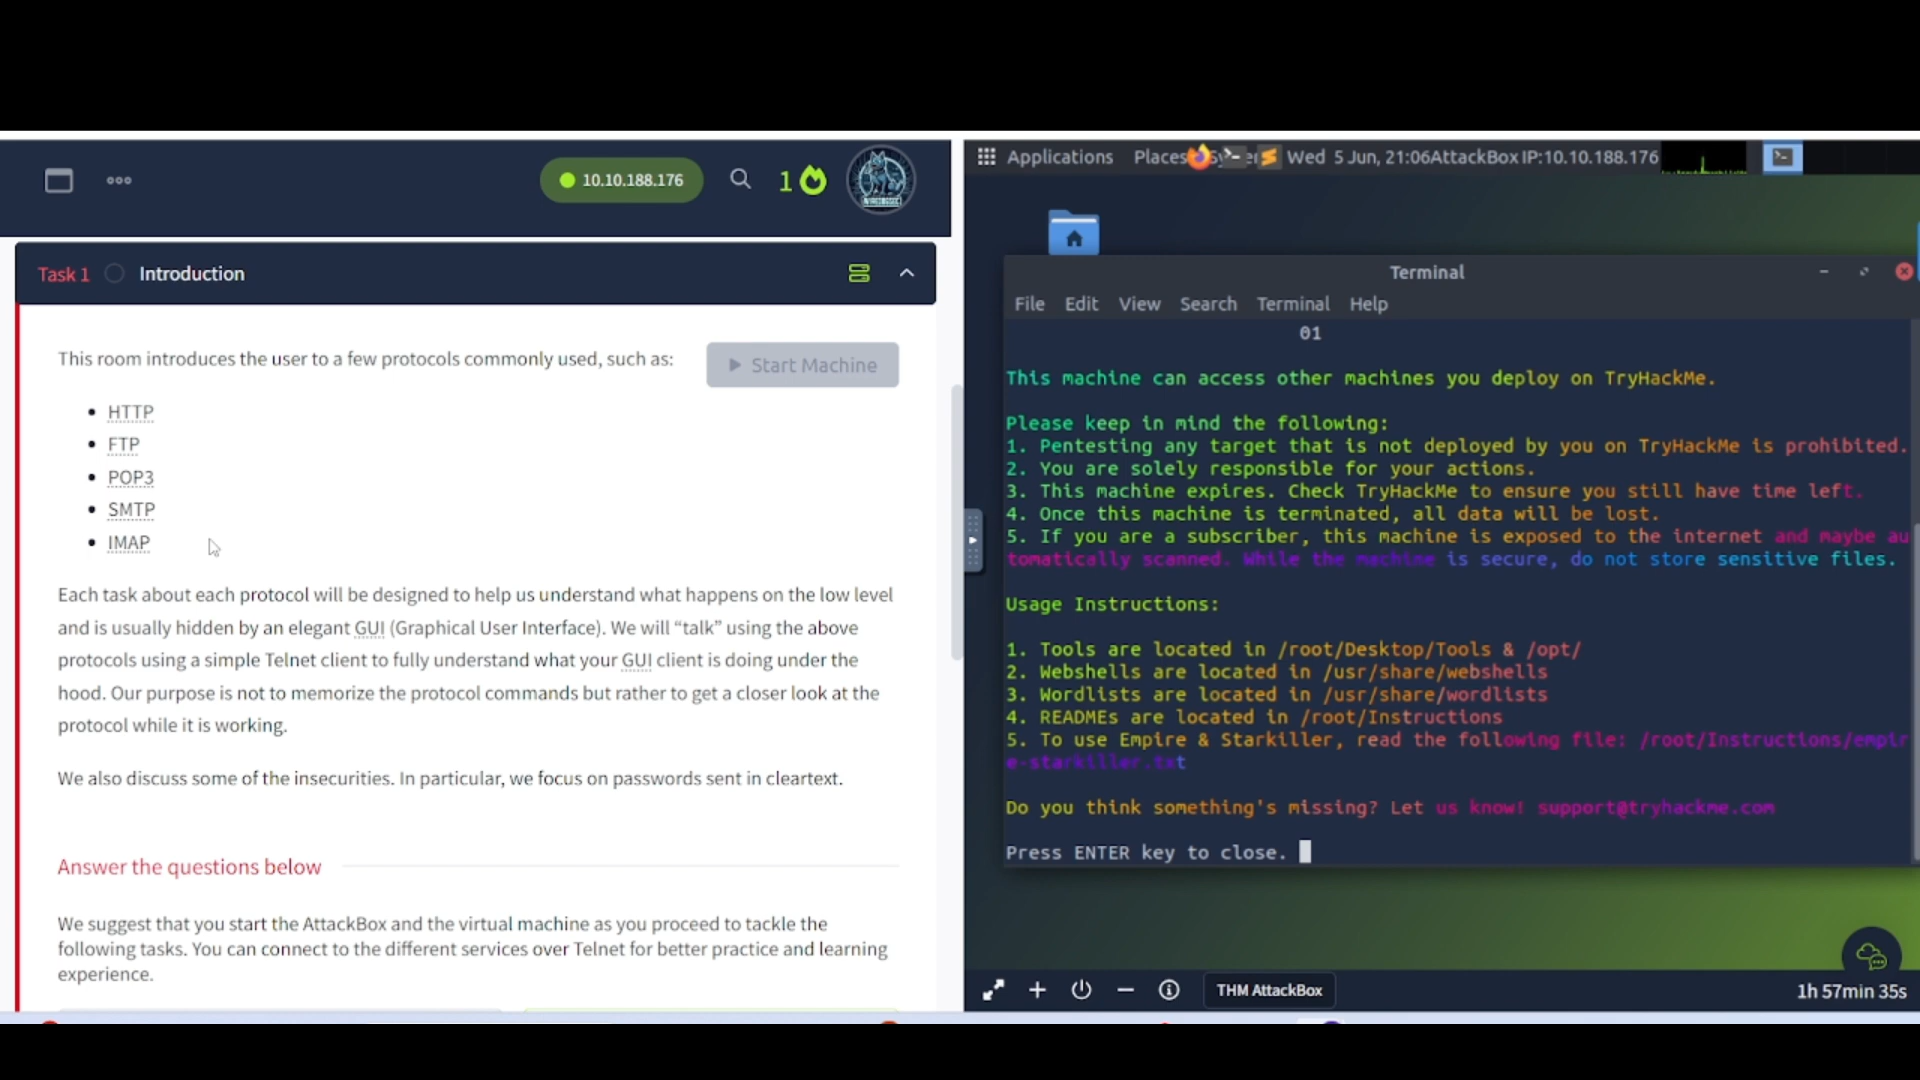 10.10.188.176
1
Task 1 Introduction
This room introduces the user to a few protocols commonly used, such as:
Start Machine
HTTP
FTP
POP3
SMTP
IMAP
Each task about each protocol will be designed to help us understand what happens on the low level
and is usually hidden by an elegant GUI (Graphical User Interface). We will “talk” using the above
protocols using a simple Telnet client to fully understand what your GUI client is doing under the
hood. Our purpose is not to memorize the protocol commands but rather to get a closer look at the
protocol while it is working.
We also discuss some of the insecurities. In particular, we focus on passwords sent in cleartext.
Answer the questions below
We suggest that you start the AttackBox and the virtual machine as you proceed to tackle the
following tasks. You can connect to the different services over Telnet for better practice and learning
experience.
Applications Places Wed 5 Jun, 21:06 AttackBox IP:10.10.188.176
Terminal
File Edit View Search Terminal Help
01
This machine can access other machines you deploy on TryHackMe.
Please keep in mind the following:
1. Pentesting any target that is not deployed by you on TryHackMe is prohibited.
2. You are solely responsible for your actions.
3. This machine expires. Check TryHackMe to ensure you still have time left.
4. Once this machine is terminated, all data will be lost.
5. If you are a subscriber, this machine is exposed to the internet and maybe au
tomatically scanned. While the machine is secure, do not store sensitive files.
Usage Instructions:
1. Tools are located in /root/Desktop/Tools & /opt/
2. Webshells are located in /usr/share/webshells
3. Wordlists are located in /usr/share/wordlists
4. READMEs are located in /root/Instructions
5. To use Empire & Starkiller, read the following file: /root/Instructions/empir
e-starkiller.txt
Do you think something's missing? Let us know! support@tryhackme.com
Press ENTER key to close.
THM AttackBox
1h 57min 35s